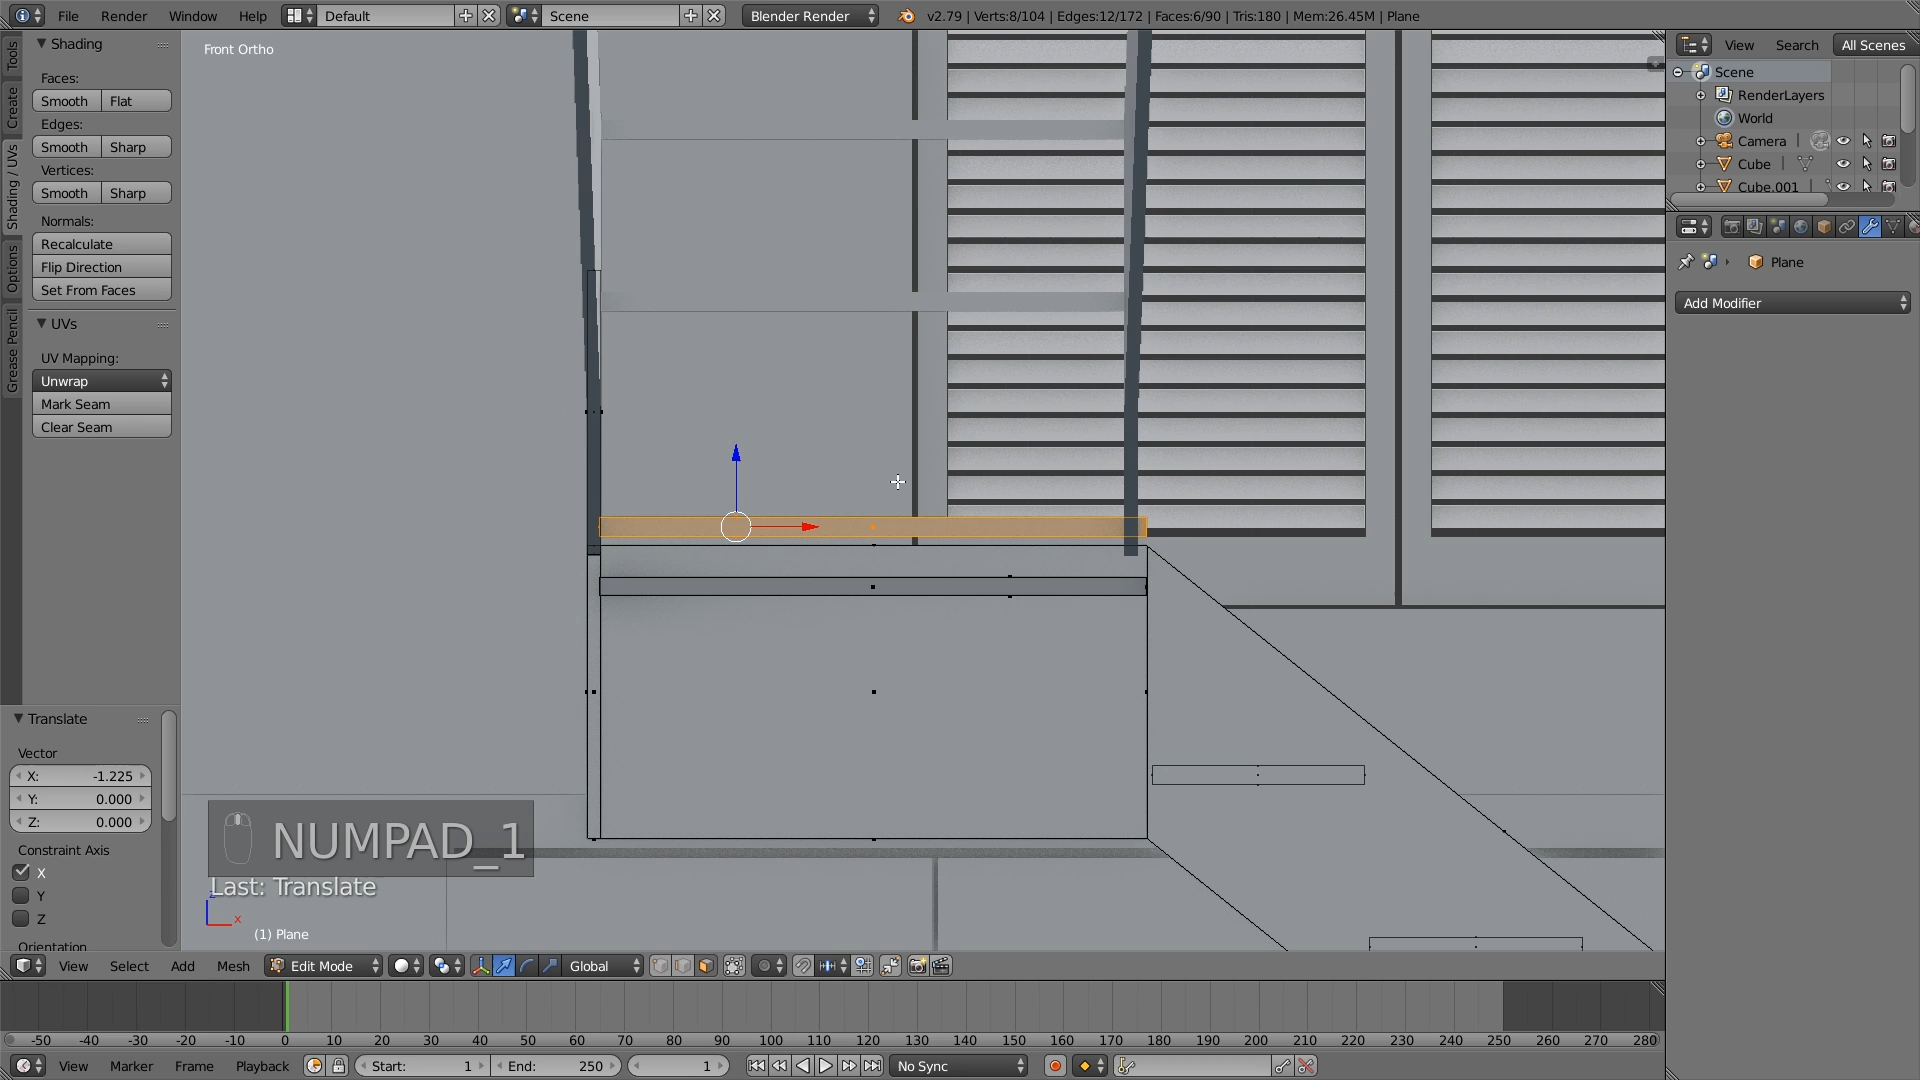 File Render Window Help Default Scene Blender Render v2.79 | Verts:8/104 | Edges:12/172 | Faces:6/90 | Tris:180 | Mem:26.45M | Plane
Tools
Create
Shading / UVs
Options
Grease Pencil
Shading
Faces:
Smooth Flat
Edges:
Smooth Sharp
Vertices:
Smooth Sharp
Normals:
Recalculate
Flip Direction
Set From Faces
UVs
UV Mapping:
Unwrap
Mark Seam
Clear Seam
Translate
Vector
X: -1.225
Y: 0.000
Z: 0.000
Constraint Axis
X
Y
Z
Orientation
Front Ortho
NUMPAD_1
Last: Translate
x
(1) Plane
View Search All Scenes
Scene
RenderLayers
World
Camera
Cube
Cube.001
Plane
Add Modifier
View Select Add Mesh Edit Mode Global
-50 -40 -30 -20 -10 0 10 20 30 40 50 60 70 80 90 100 110 120 130 140 150 160 170 180 190 200 210 220 230 240 250 260 270 280
View Marker Frame Playback Start: 1 End: 250 1 No Sync